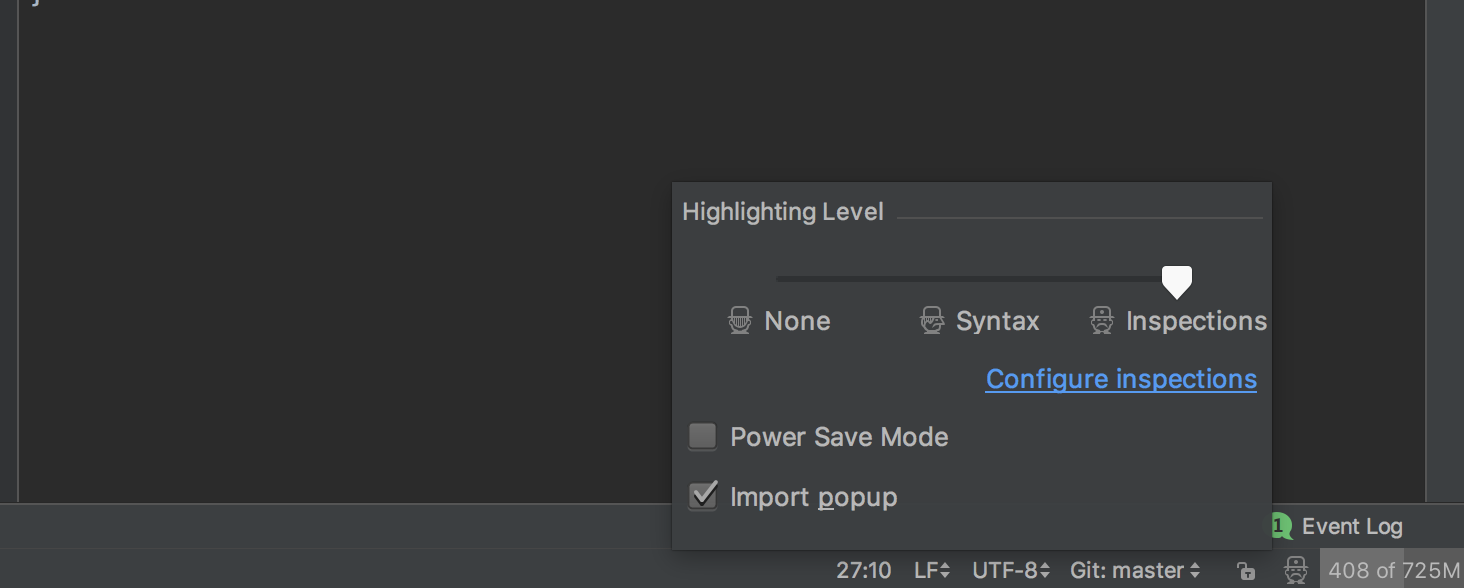 }
Highlighting Level
None Syntax Inspections
Configure inspections
Power Save Mode
Import popup
1 Event Log
27:10 LF UTF-8 Git: master 408 of 725M